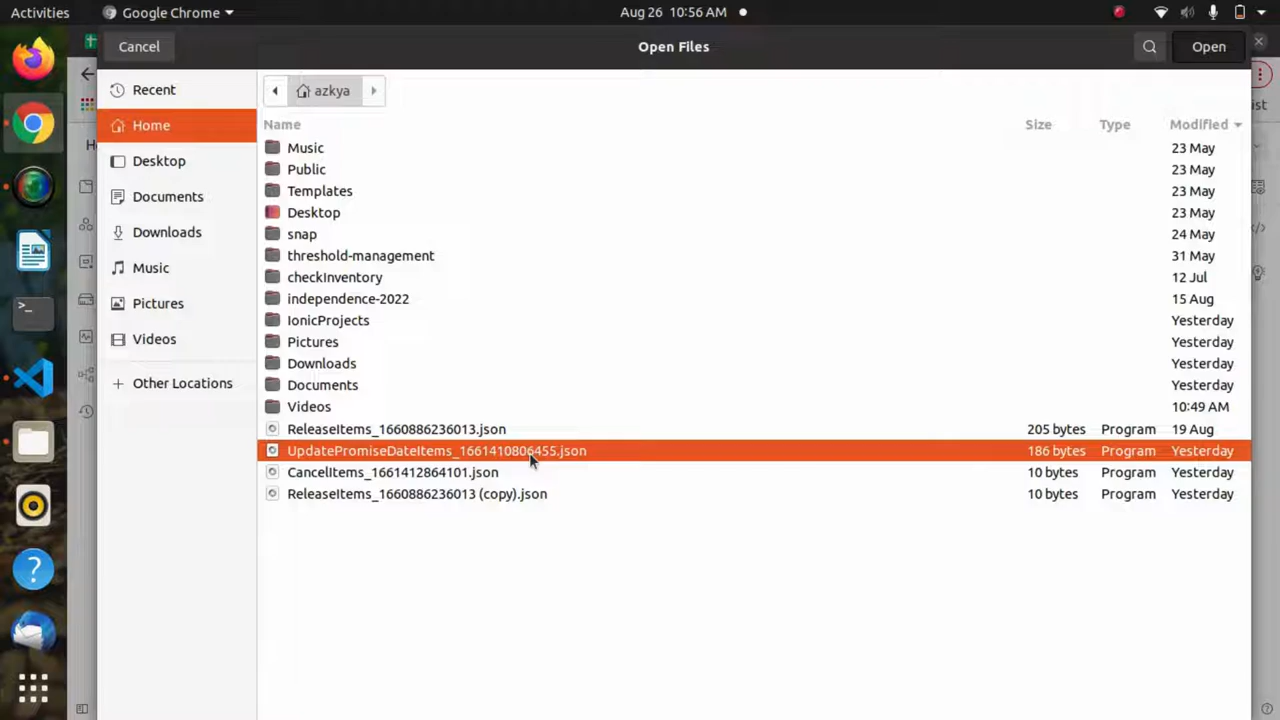 Activities Google Chrome Aug 26 10:56 AM
Cancel Open Files Open
Recent
Home
Desktop
Documents
Downloads
Music
Pictures
Videos
+ Other Locations
azkya
Name Size Type Modified
Music 23 May
Public 23 May
Templates 23 May
Desktop 23 May
snap 24 May
threshold-management 31 May
checkInventory 12 Jul
independence-2022 15 Aug
IonicProjects Yesterday
Pictures Yesterday
Downloads Yesterday
Documents Yesterday
Videos 10:49 AM
ReleaseItems_1660886236013.json 205 bytes Program 19 Aug
UpdatePromiseDateItems_1661410806455.json 186 bytes Program Yesterday
CancelItems_1661412864101.json 10 bytes Program Yesterday
ReleaseItems_1660886236013 (copy).json 10 bytes Program Yesterday